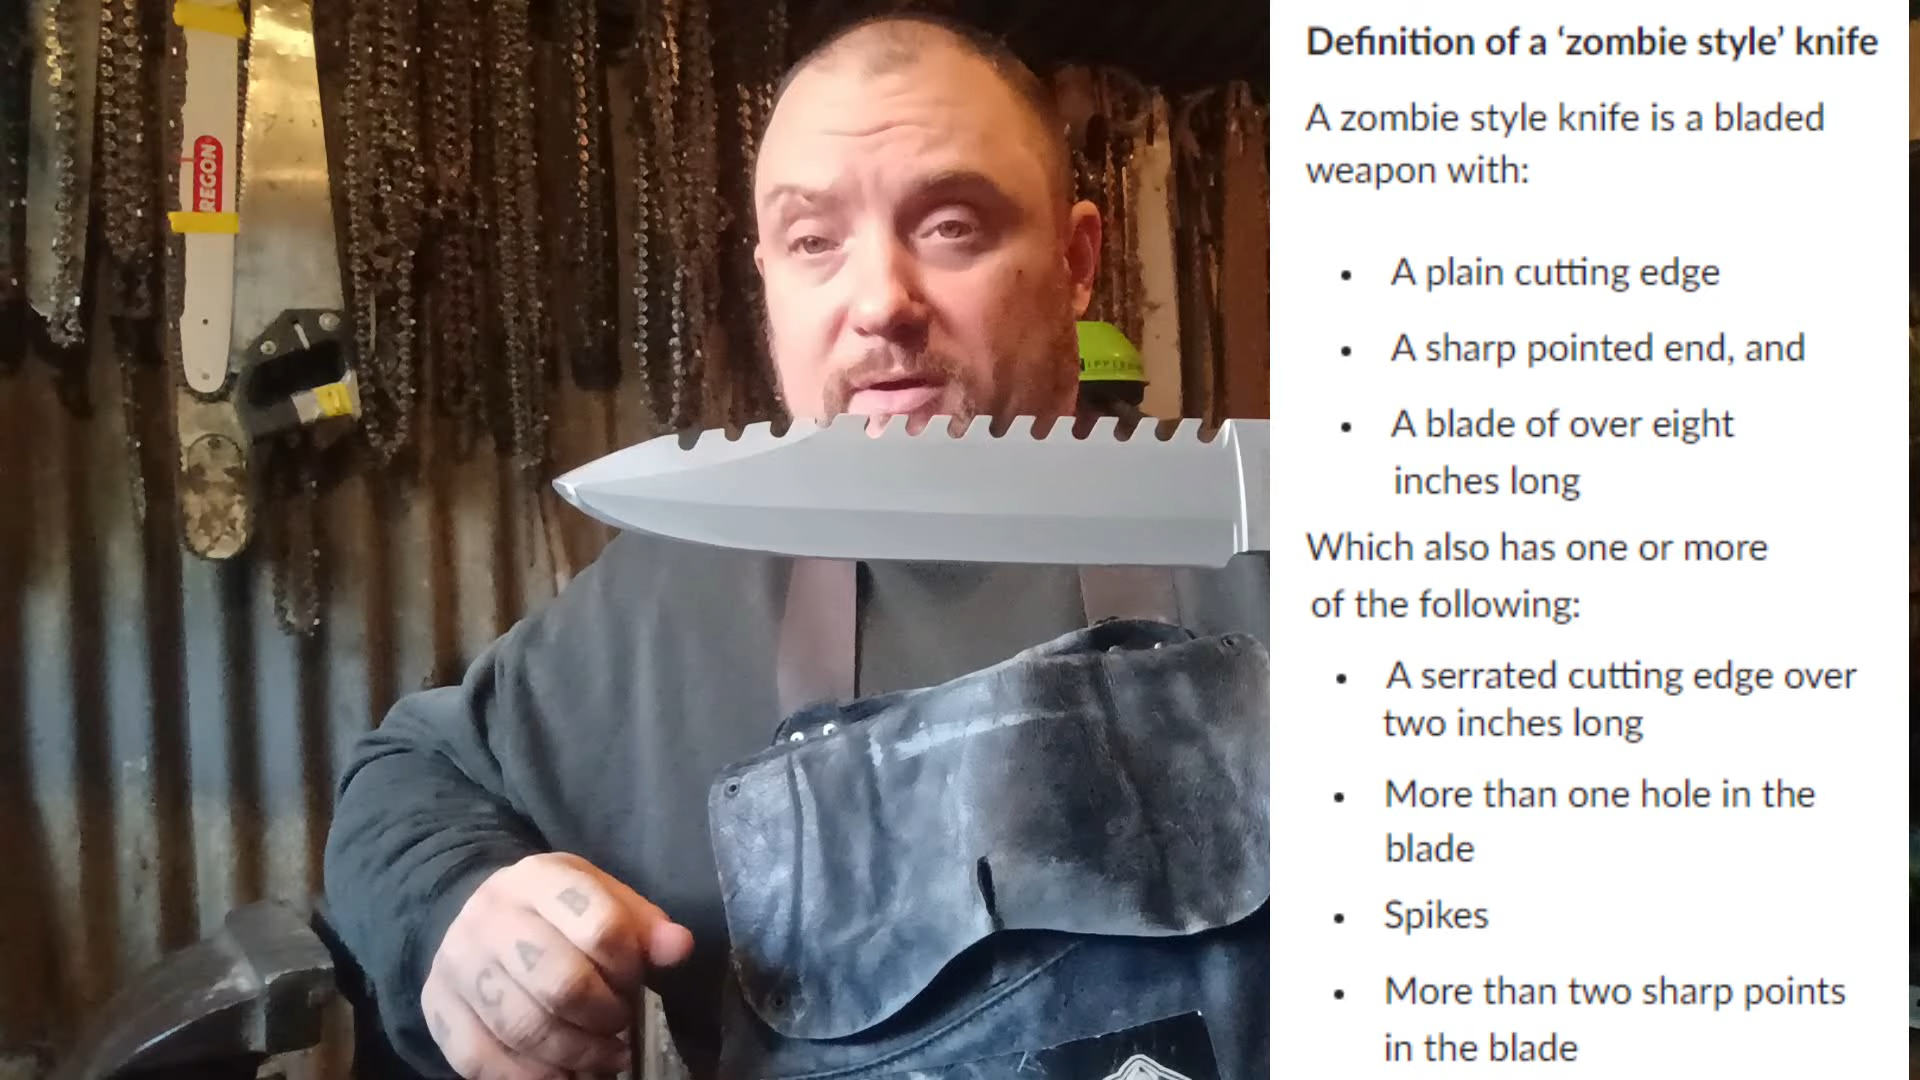 REGON
IPPER
B
A
C
Definition of a ‘zombie style’ knife
A zombie style knife is a bladed
weapon with:
• A plain cutting edge
• A sharp pointed end, and
• A blade of over eight
inches long
Which also has one or more
of the following:
• A serrated cutting edge over
two inches long
• More than one hole in the
blade
• Spikes
• More than two sharp points
in the blade